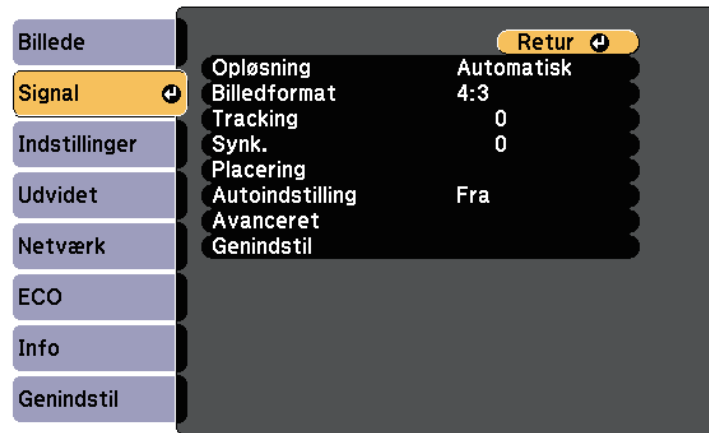 Billede
Signal
Indstillinger
Udvidet
Netværk
ECO
Info
Genindstil
Retur
Opløsning Automatisk
Billedformat 4:3
Tracking 0
Synk. 0
Placering
Autoindstilling Fra
Avanceret
Genindstil